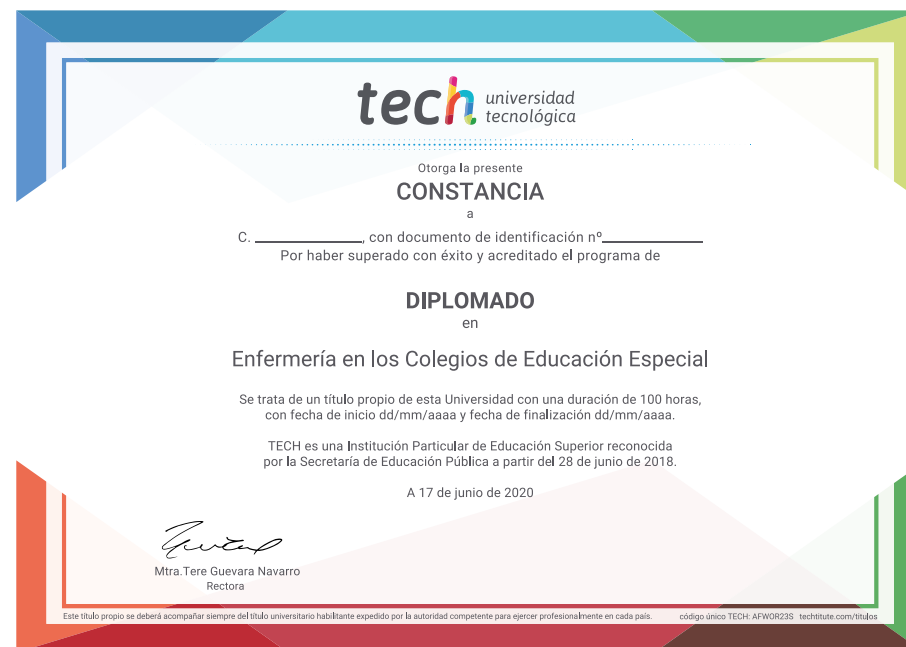 tech universidad
tecnológica
Otorga la presente
CONSTANCIA
a
C. ____________, con documento de identificación nº____________
Por haber superado con éxito y acreditado el programa de
DIPLOMADO
en
Enfermería en los Colegios de Educación Especial
Se trata de un título propio de esta Universidad con una duración de 100 horas,
con fecha de inicio dd/mm/aaaa y fecha de finalización dd/mm/aaaa.
TECH es una Institución Particular de Educación Superior reconocida
por la Secretaría de Educación Pública a partir del 28 de junio de 2018.
A 17 de junio de 2020
Mtra.Tere Guevara Navarro
Rectora
Este título propio se deberá acompañar siempre del título universitario habilitante expedido por la autoridad competente para ejercer profesionalmente en cada país. código único TECH: AFWOR23S techtitute.com/titulos